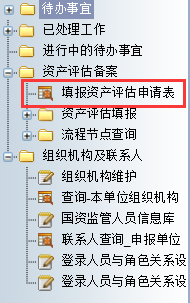 待办事宜
已处理工作
进行中的待办事宜
资产评估备案
填报资产评估申请表
资产评估填报
流程节点查询
组织机构及联系人
组织机构维护
查询-本单位组织机构
国资监管人员信息库
联系人查询_申报单位
登录人员与角色关系设
登录人员与角色关系设